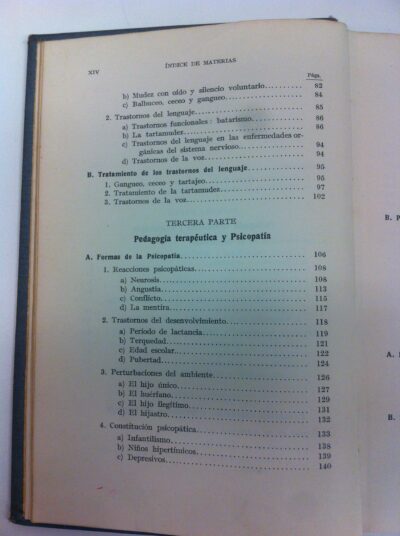 XIV ÍNDICE DE MATERIAS
Págs.
b) Mudez con oído y silencio voluntario 82
c) Balbuceo, ceceo y gangueo 84
2. Trastornos del lenguaje 85
a) Trastornos funcionales: batarismo 86
b) La tartamudez 86
c) Trastornos del lenguaje en las enfermedades or-
gánicas del sistema nervioso 94
d) Trastornos de la voz 94
B. Tratamiento de los trastornos del lenguaje 95
1. Gangueo, ceceo y tartajeo 95
2. Tratamiento de la tartamudez 97
3. Trastornos de la voz 102
TERCERA PARTE
Pedagogía terapéutica y Psicopatía
A. Formas de la Psicopatía 106
1. Reacciones psicopáticas 108
a) Neurosis 108
b) Angustia 113
c) Conflicto 115
d) La mentira 117
2. Trastornos del desenvolvimiento 118
a) Período de lactancia 119
b) Terquedad 121
c) Edad escolar 122
d) Pubertad 124
3. Perturbaciones del ambiente 126
a) El hijo único 127
b) El huérfano 129
c) El hijo ilegítimo 131
d) El hijastro 132
4. Constitución psicopática 133
a) Infantilismo 138
b) Niños hipertímicos 139
c) Depresivos 140
B. P
A.
B.